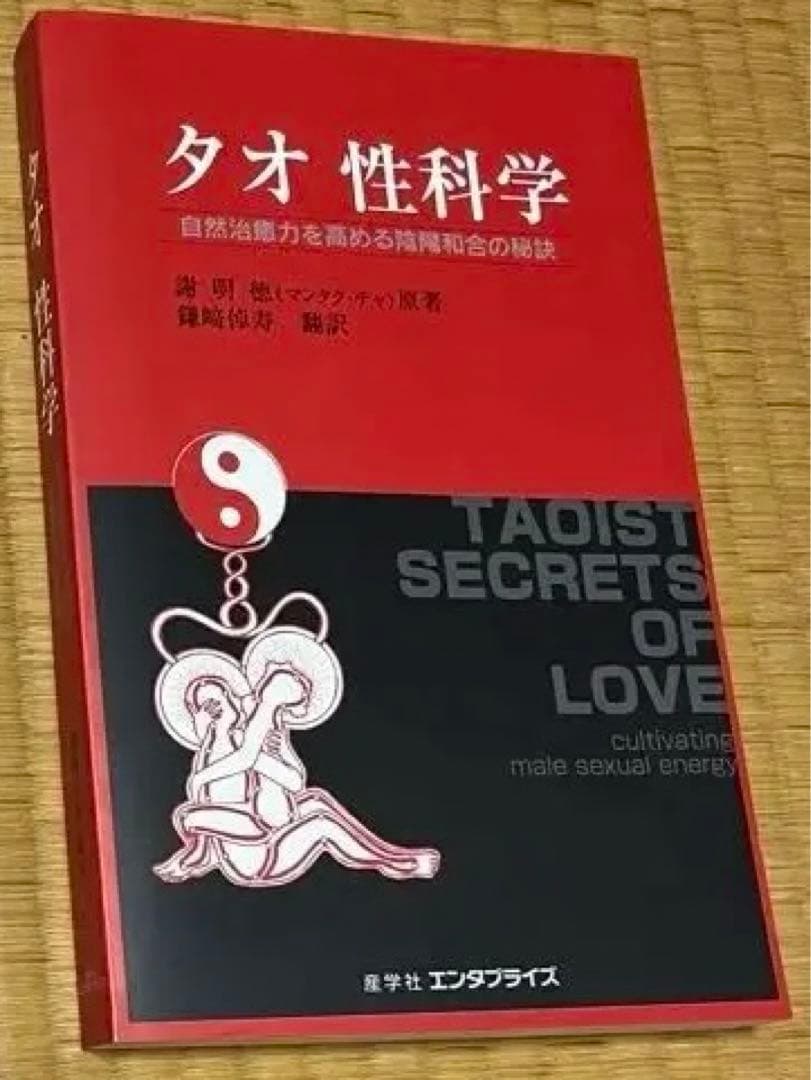 タオ 性科学
タオ 性科学
自然治癒力を高める陰陽和合の秘訣
謝 明 徳(マンタク・チャ)原著
鎌﨑倬寿 翻訳
TAOIST
SECRETS
OF
LOVE
cultivating
male sexual energy
産学社 エンタプライズ